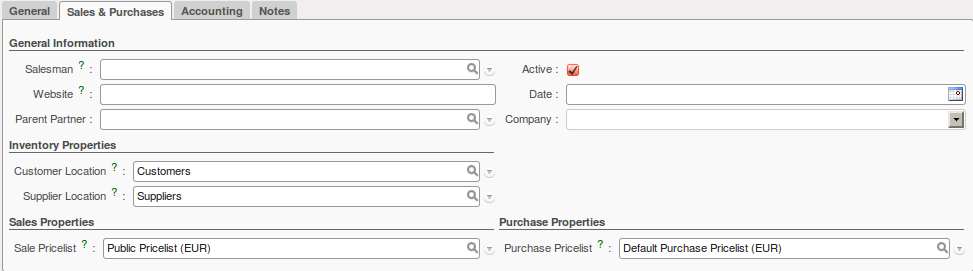 General Sales & Purchases Accounting Notes
General Information
Salesman ? : Active :
Website ? : Date :
Parent Partner : Company :
Inventory Properties
Customer Location ? : Customers
Supplier Location ? : Suppliers
Sales Properties Purchase Properties
Sale Pricelist ? : Public Pricelist (EUR) Purchase Pricelist ? : Default Purchase Pricelist (EUR)